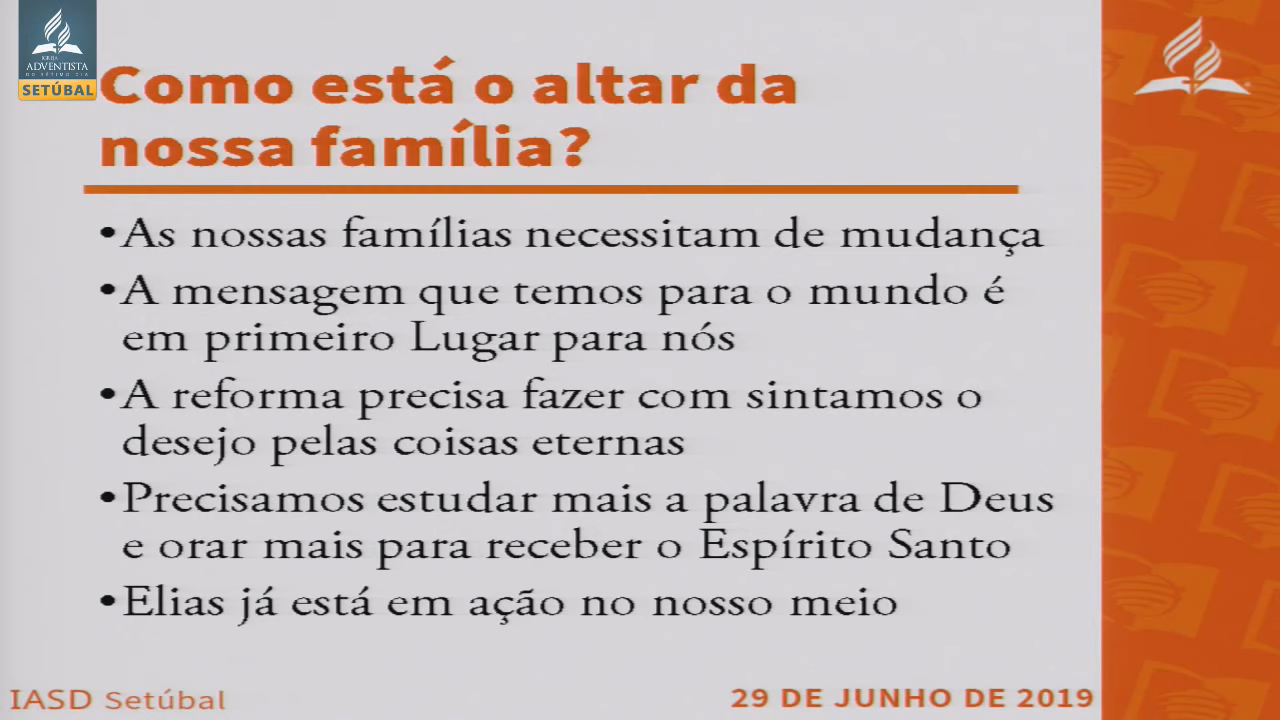 IGREJA
ADVENTISTA
DO SÉTIMO DIA
SETÚBAL
Como está o altar da
nossa família?
•As nossas famílias necessitam de mudança
•A mensagem que temos para o mundo é
em primeiro Lugar para nós
•A reforma precisa fazer com sintamos o
desejo pelas coisas eternas
•Precisamos estudar mais a palavra de Deus
e orar mais para receber o Espírito Santo
•Elias já está em ação no nosso meio
IASD Setúbal
29 DE JUNHO DE 2019